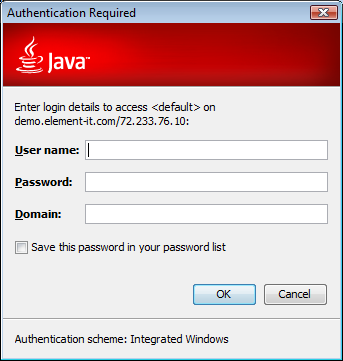 Authentication Required
Java™
Enter login details to access <default> on
demo.element-it.com/72.233.76.10:
User name:
Password:
Domain:
Save this password in your password list
OK Cancel
Authentication scheme: Integrated Windows